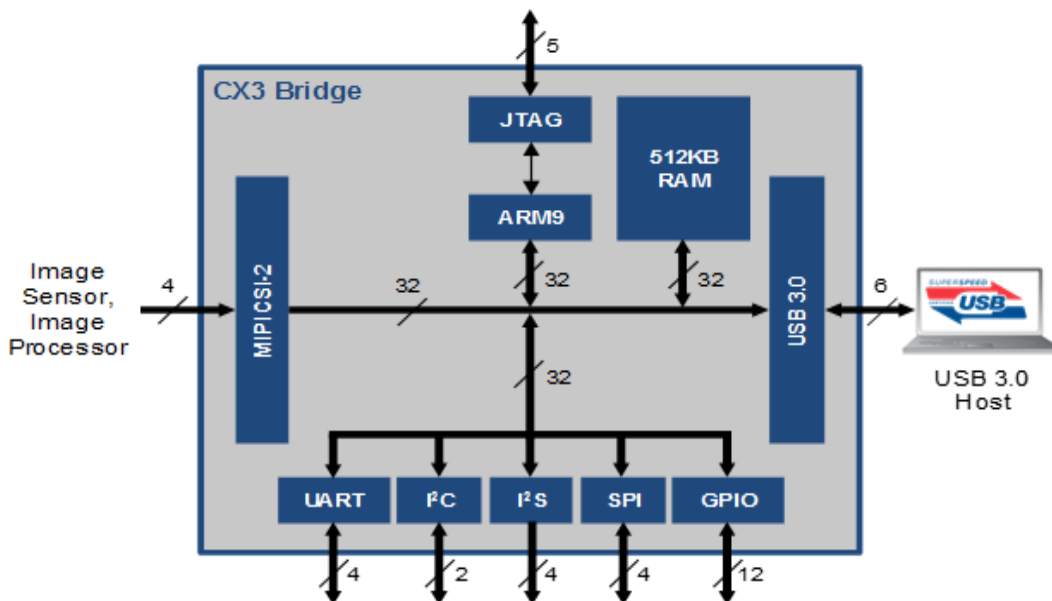 5
CX3 Bridge
JTAG
512KB
RAM
ARM9
Image
Sensor,
Image
Processor
4
MIPI CSI-2
32
32
32
USB 3.0
6
SUPERSPEED
USB
USB 3.0
Host
32
UART
I²C
I²S
SPI
GPIO
4
2
4
4
12